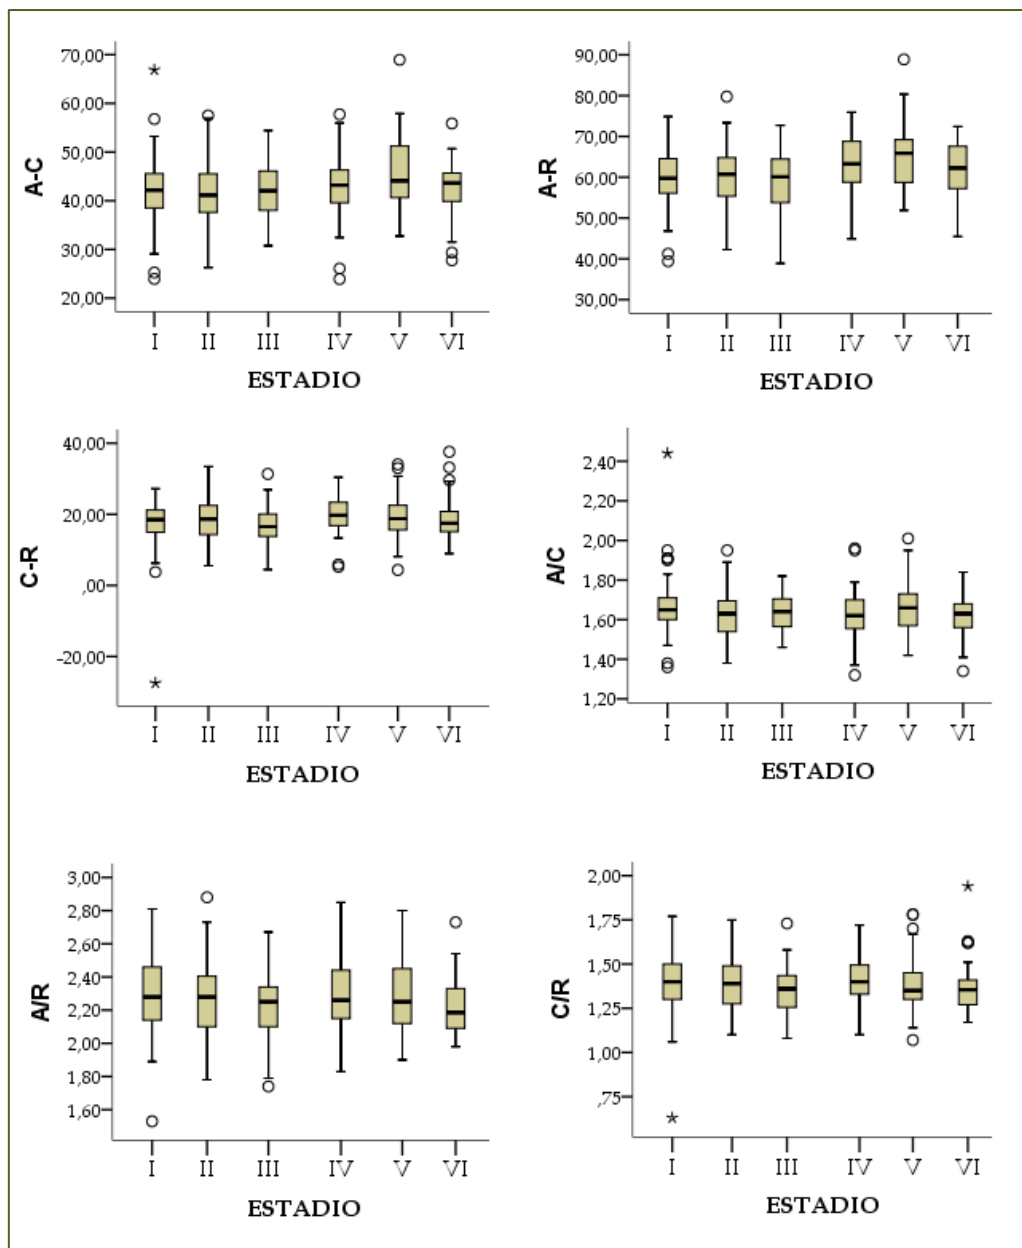 A-C
70,00
60,00
50,00
40,00
30,00
20,00
I II III IV V VI
ESTADIO
A-R
90,00
80,00
70,00
60,00
50,00
40,00
30,00
I II III IV V VI
ESTADIO
C-R
40,00
20,00
,00
-20,00
I II III IV V VI
ESTADIO
A/C
2,40
2,20
2,00
1,80
1,60
1,40
1,20
I II III IV V VI
ESTADIO
A/R
3,00
2,80
2,60
2,40
2,20
2,00
1,80
1,60
I II III IV V VI
ESTADIO
C/R
2,00
1,75
1,50
1,25
1,00
,75
I II III IV V VI
ESTADIO